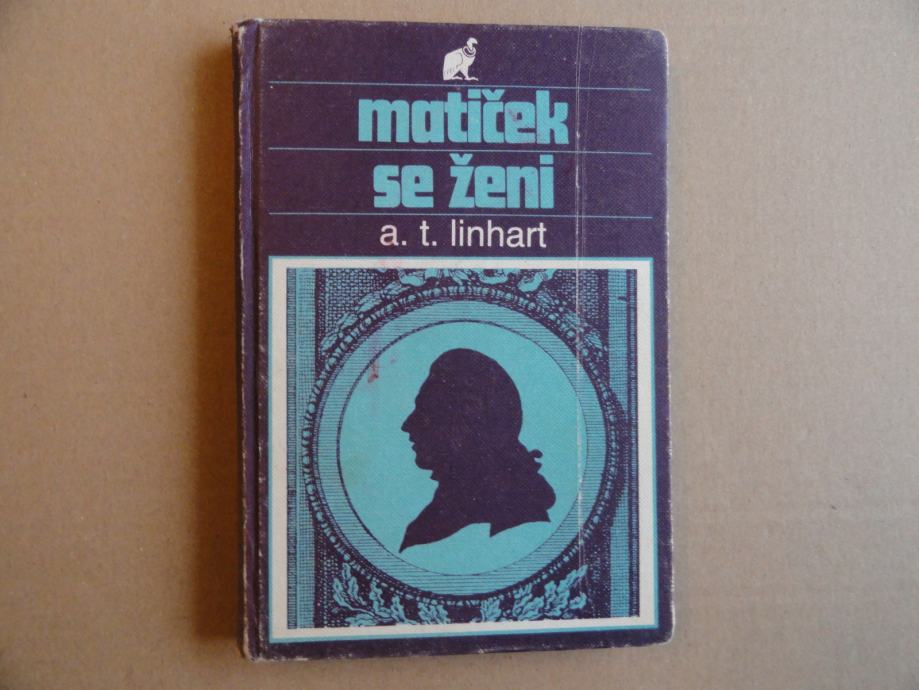 matiček
se ženi
a. t. linhart